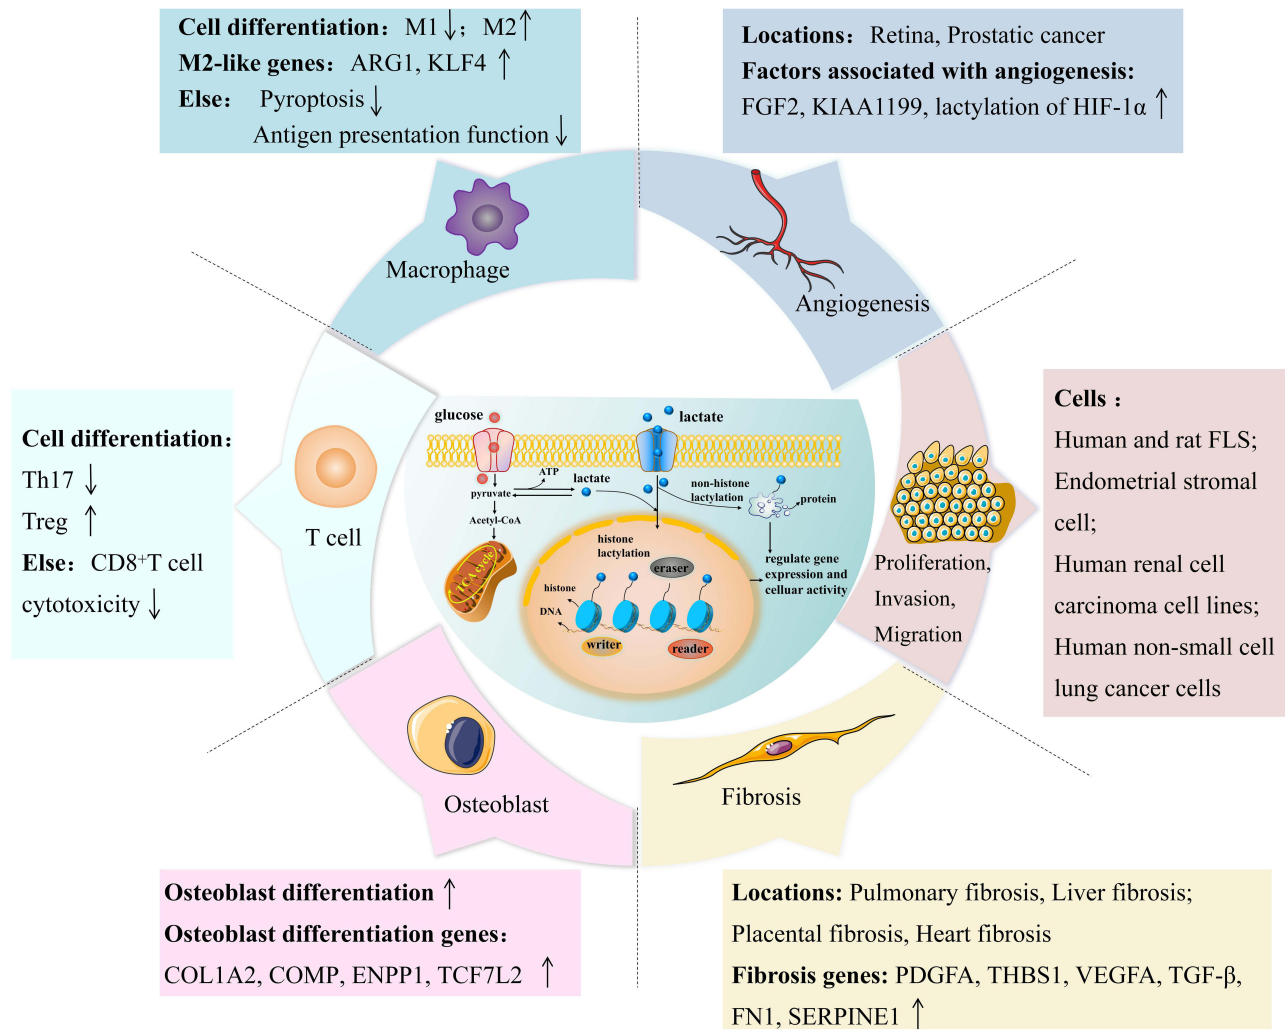 Cell differentiation: M1↓; M2↑
M2-like genes: ARG1, KLF4 ↑
Else: Pyroptosis ↓
Antigen presentation function ↓
Locations: Retina, Prostatic cancer
Factors associated with angiogenesis:
FGF2, KIAA1199, lactylation of HIF-1α ↑
Macrophage
Angiogenesis
Cell differentiation:
Th17 ↓
Treg ↑
Else: CD8⁺T cell
cytotoxicity ↓
T cell
glucose
lactate
ATP
pyruvate
lactate
non-histone
lactylation
protein
Acetyl-CoA
TCA cycle
histone
lactylation
eraser
regulate gene
expression and
celluar activity
histone
DNA
writer
reader
Proliferation,
Invasion,
Migration
Cells :
Human and rat FLS;
Endometrial stromal
cell;
Human renal cell
carcinoma cell lines;
Human non-small cell
lung cancer cells
Osteoblast
Fibrosis
Osteoblast differentiation ↑
Osteoblast differentiation genes:
COL1A2, COMP, ENPP1, TCF7L2 ↑
Locations: Pulmonary fibrosis, Liver fibrosis;
Placental fibrosis, Heart fibrosis
Fibrosis genes: PDGFA, THBS1, VEGFA, TGF-β,
FN1, SERPINE1 ↑